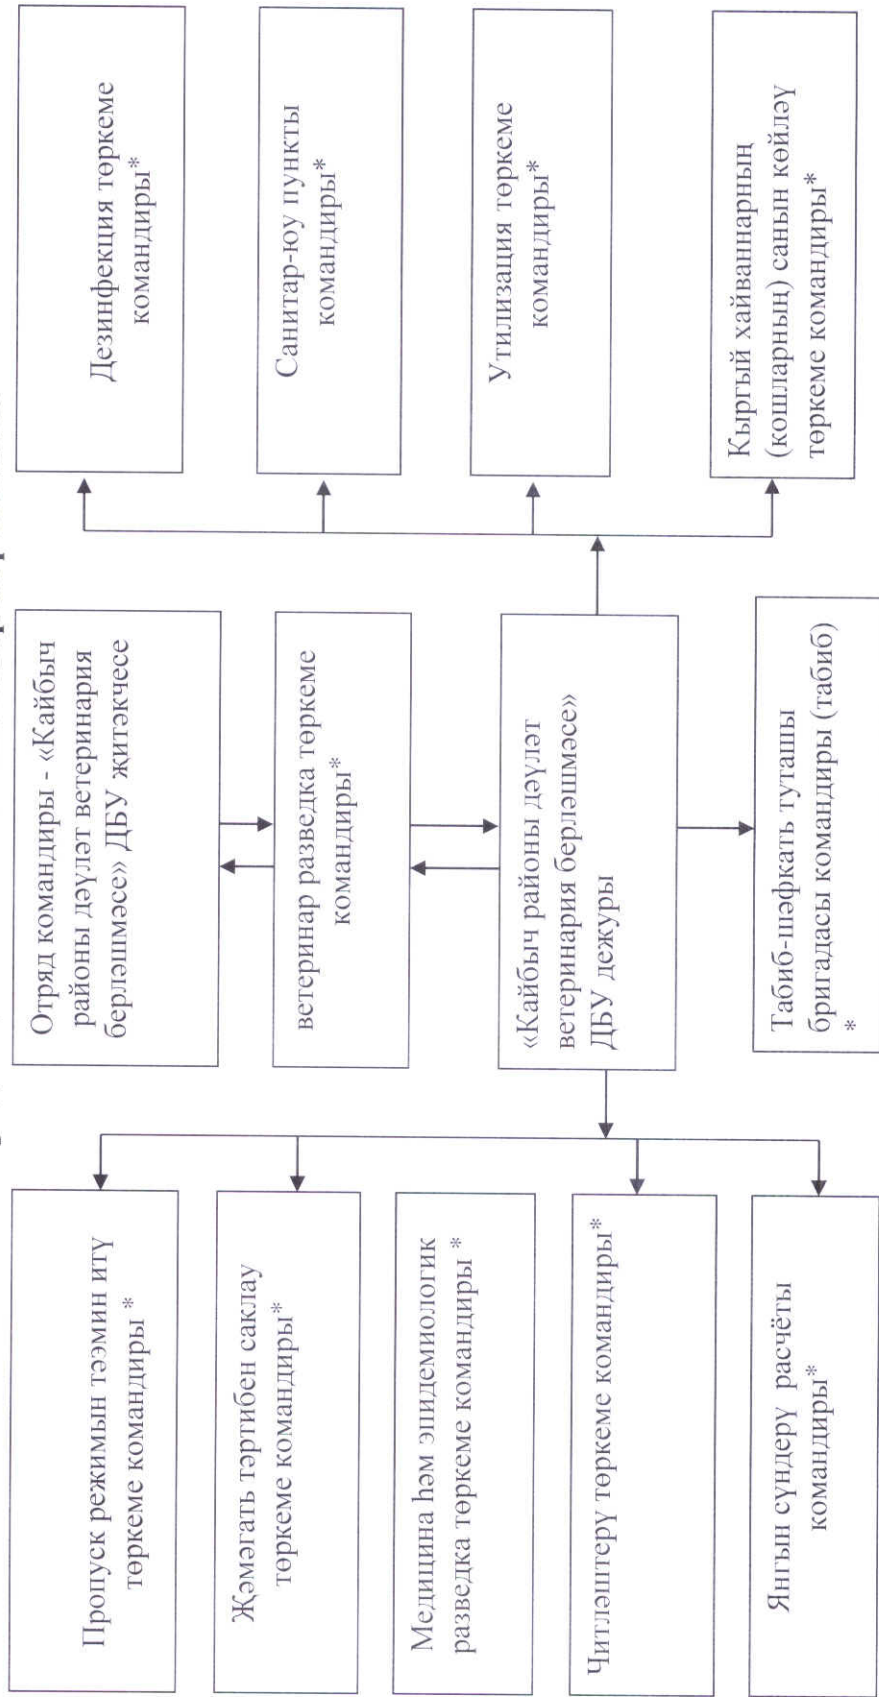 Пропуск режимын тээмин итү
төркеме командиры *
Җәмәгать тәртибен саклау
төркеме командиры*
Медицина һәм эпидемиологик
разведка төркеме командиры *
Читләштерү төркеме командиры*
Янгын сүндерү расчёты
командиры*
Отряд командиры - «Кайбыч
районы дәүләт ветеринария
берләшмәсе» ДБУ җитәкчесе
ветеринар разведка төркеме
командиры*
«Кайбыч районы дәүләт
ветеринария берләшмәсе»
ДБУ дежуры
Табиб-шәфкать туташы
бригадасы командиры (табиб)
*
Дезинфекция төркеме
командиры*
Санитар-юу пункты
командиры*
Утилизация төркеме
командиры*
Кыргый хайваннарның
(кошларның) санын көйләү
төркеме командиры*